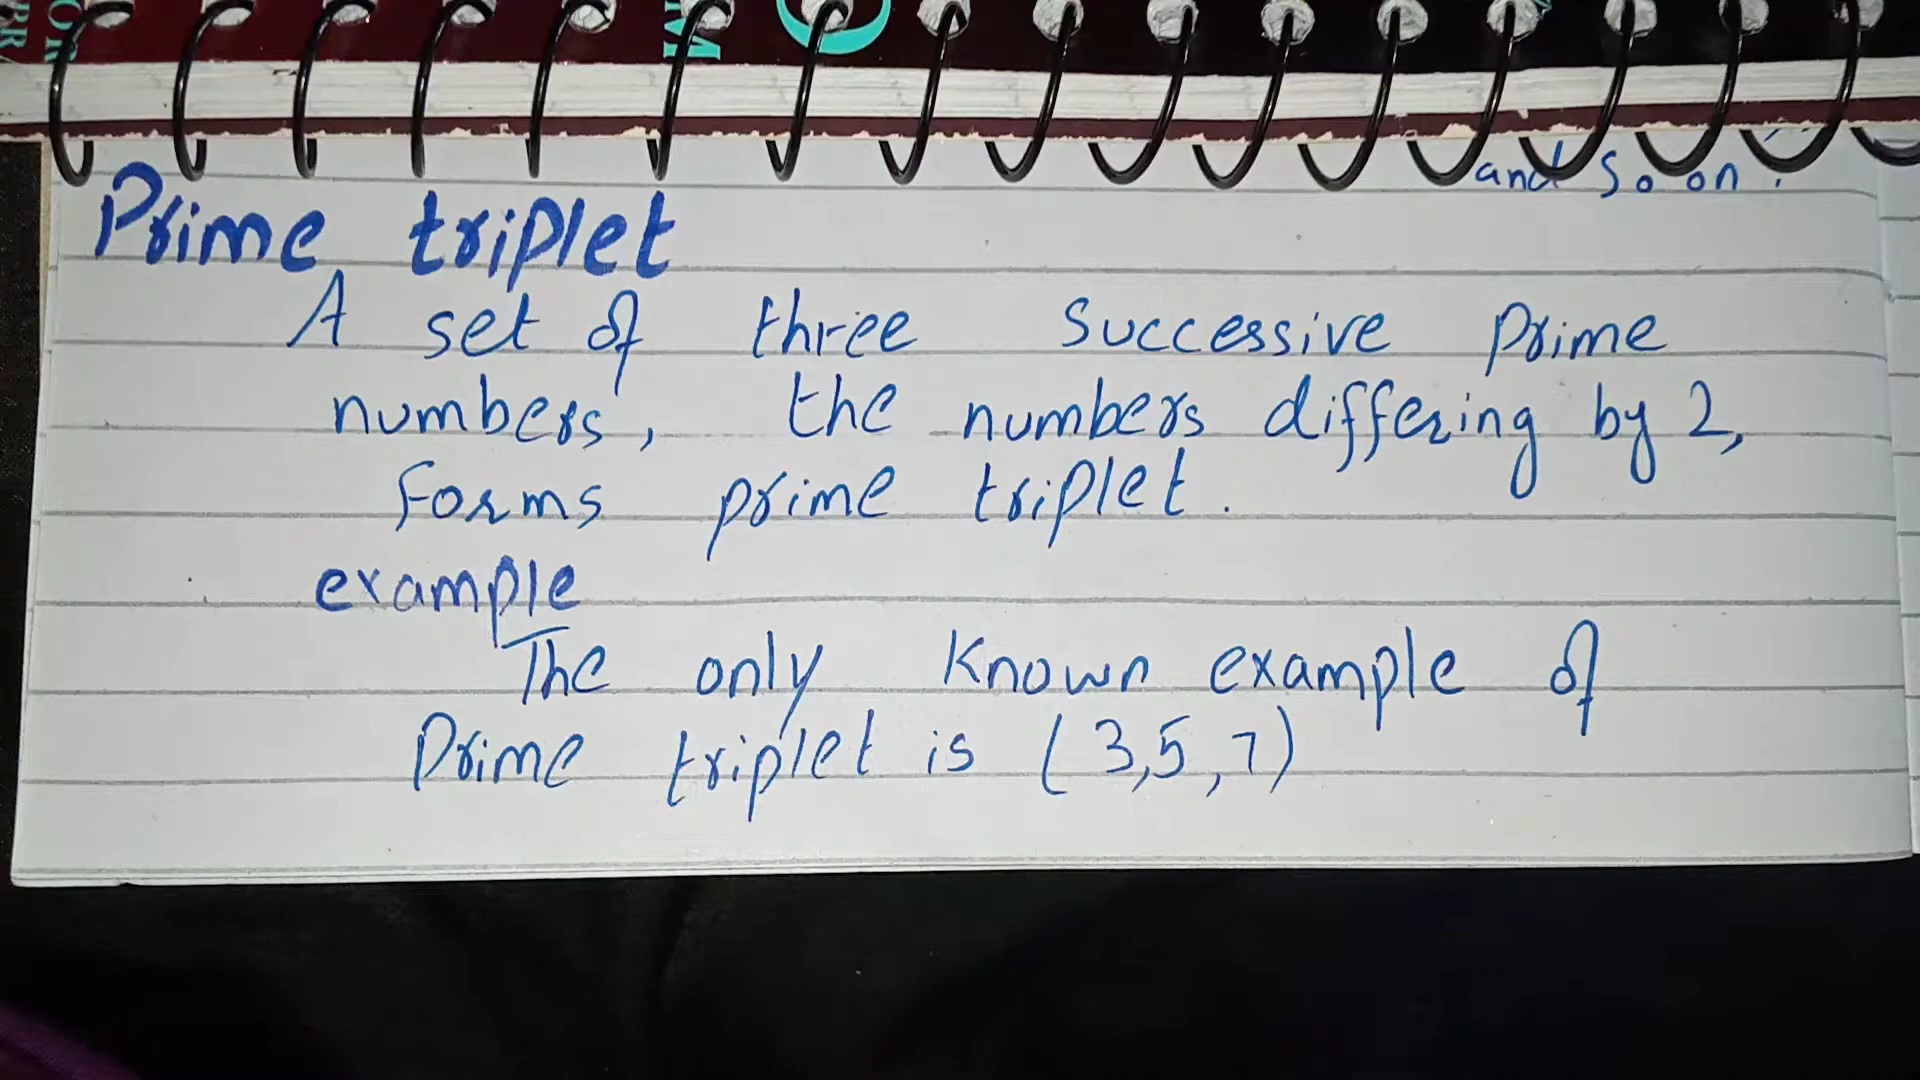 and so on.
Prime triplet
A set of three successive prime
numbers, the numbers differing by 2,
forms prime triplet.
example
The only known example of
Prime triplet is (3,5,7)